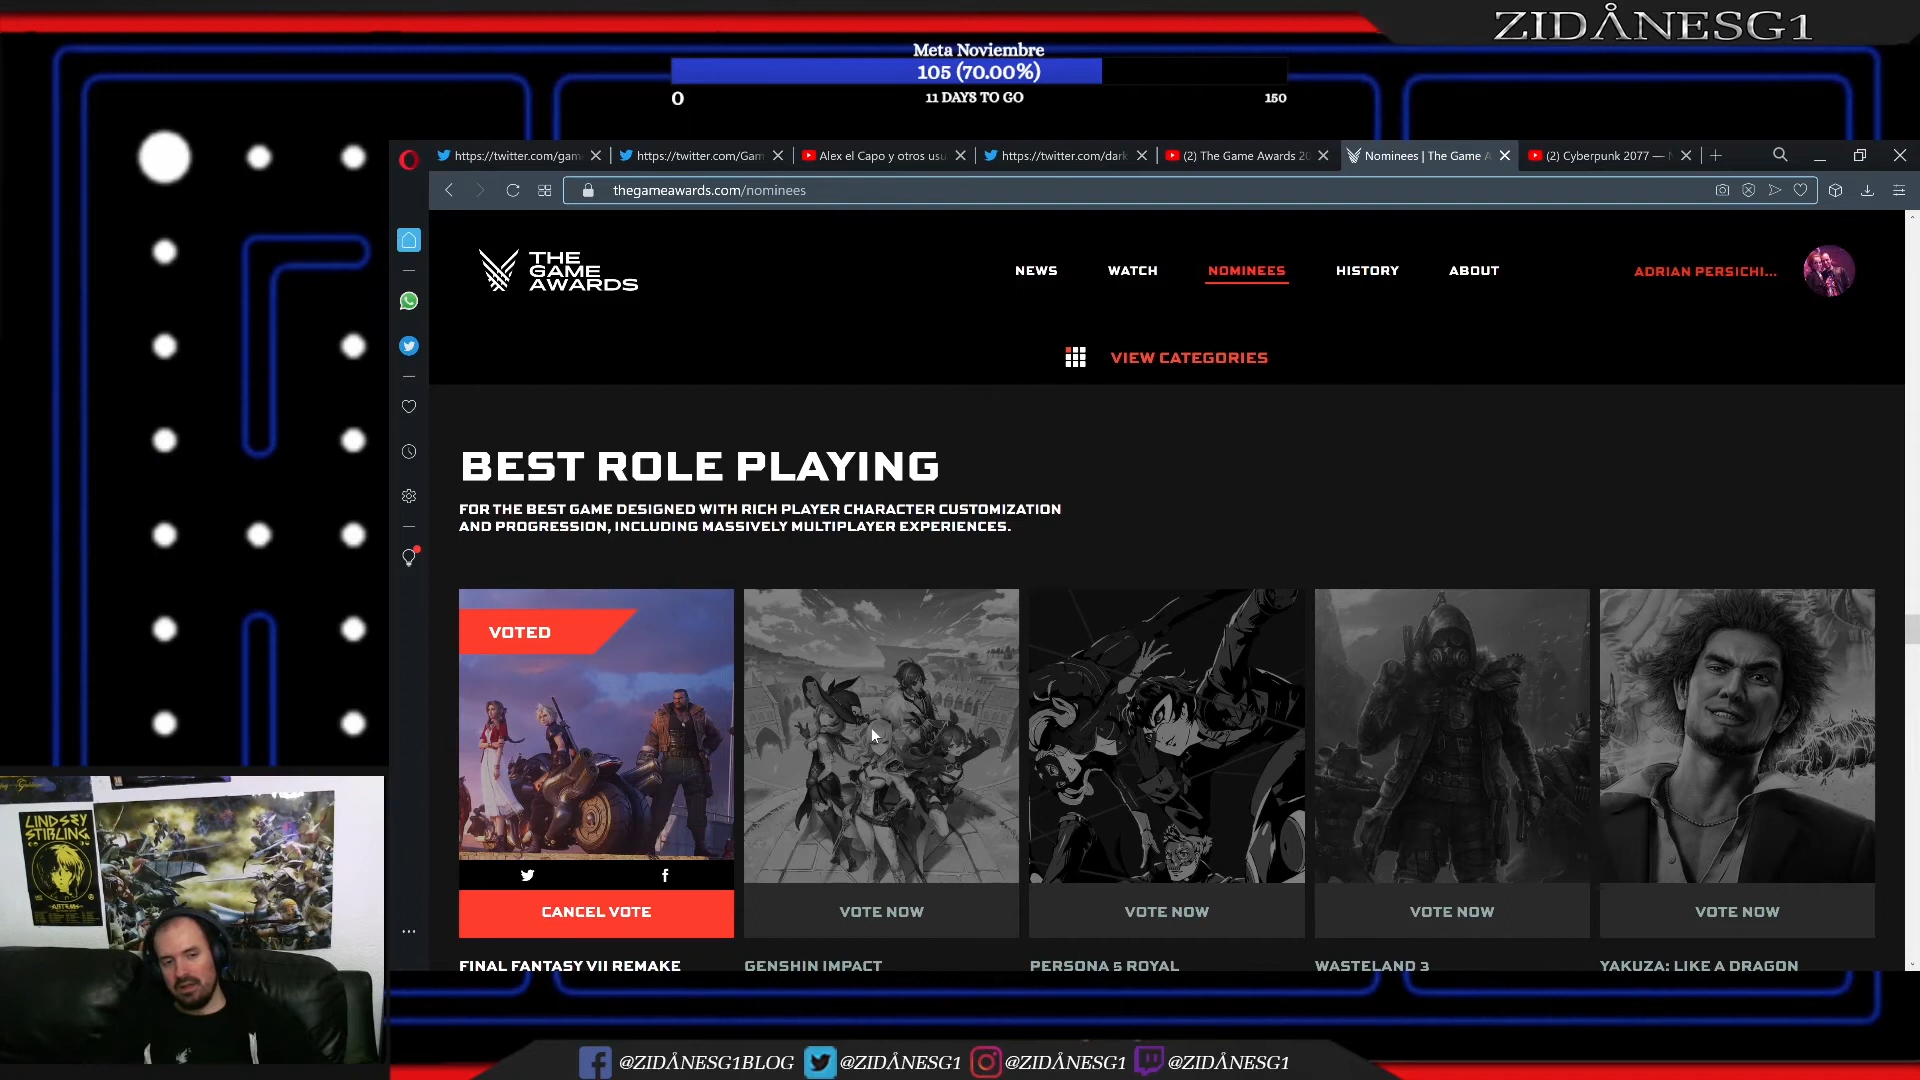 ZIDÅNESG1
Meta Noviembre
105 (70.00%)
0
11 DAYS TO GO
150
https://twitter.com/gam
https://twitter.com/Gam
Alex el Capo y otros usu
https://twitter.com/dark
(2) The Game Awards 20
Nominees | The Game A
(2) Cyberpunk 2077 —
thegameawards.com/nominees
THE
GAME
AWARDS
NEWS
WATCH
NOMINEES
HISTORY
ABOUT
ADRIAN PERSICHI...
VIEW CATEGORIES
BEST ROLE PLAYING
FOR THE BEST GAME DESIGNED WITH RICH PLAYER CHARACTER CUSTOMIZATION
AND PROGRESSION, INCLUDING MASSIVELY MULTIPLAYER EXPERIENCES.
VOTED
CANCEL VOTE
VOTE NOW
VOTE NOW
VOTE NOW
VOTE NOW
FINAL FANTASY VII REMAKE
GENSHIN IMPACT
PERSONA 5 ROYAL
WASTELAND 3
YAKUZA: LIKE A DRAGON
LINDSEY
STIRLING
@ZIDÅNESG1BLOG
@ZIDÅNESG1
@ZIDÅNESG1
@ZIDÅNESG1